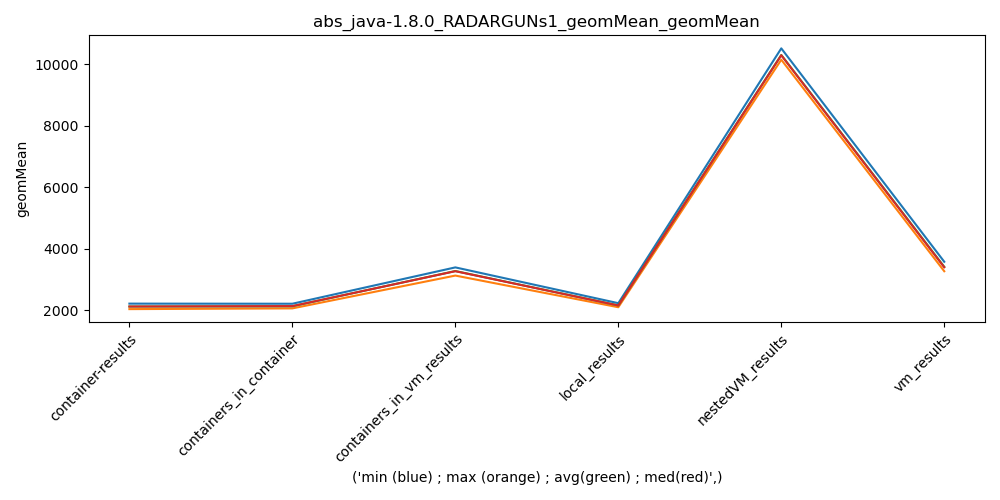 abs_java-1.8.0_RADARGUNs1_geomMean_geomMean
geomMean
10000
8000
6000
4000
2000
container-results
containers_in_container
containers_in_vm_results
local_results
nestedVM_results
vm_results
('min (blue) ; max (orange) ; avg(green) ; med(red)',)